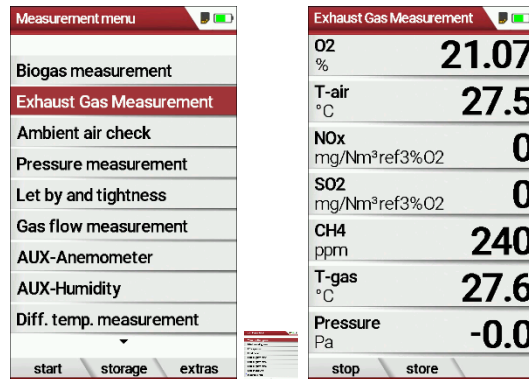 Measurement menu
Biogas measurement
Exhaust Gas Measurement
Ambient air check
Pressure measurement
Let by and tightness
Gas flow measurement
AUX-Anemometer
AUX-Humidity
Diff. temp. measurement
start storage extras
Exhaust Gas Measurement
O2 21.07
%
T-air 27.5
°C
NOx 0
mg/Nm³ref3%O2
SO2 0
mg/Nm³ref3%O2
CH4 240
ppm
T-gas 27.6
°C
Pressure -0.0
Pa
stop store